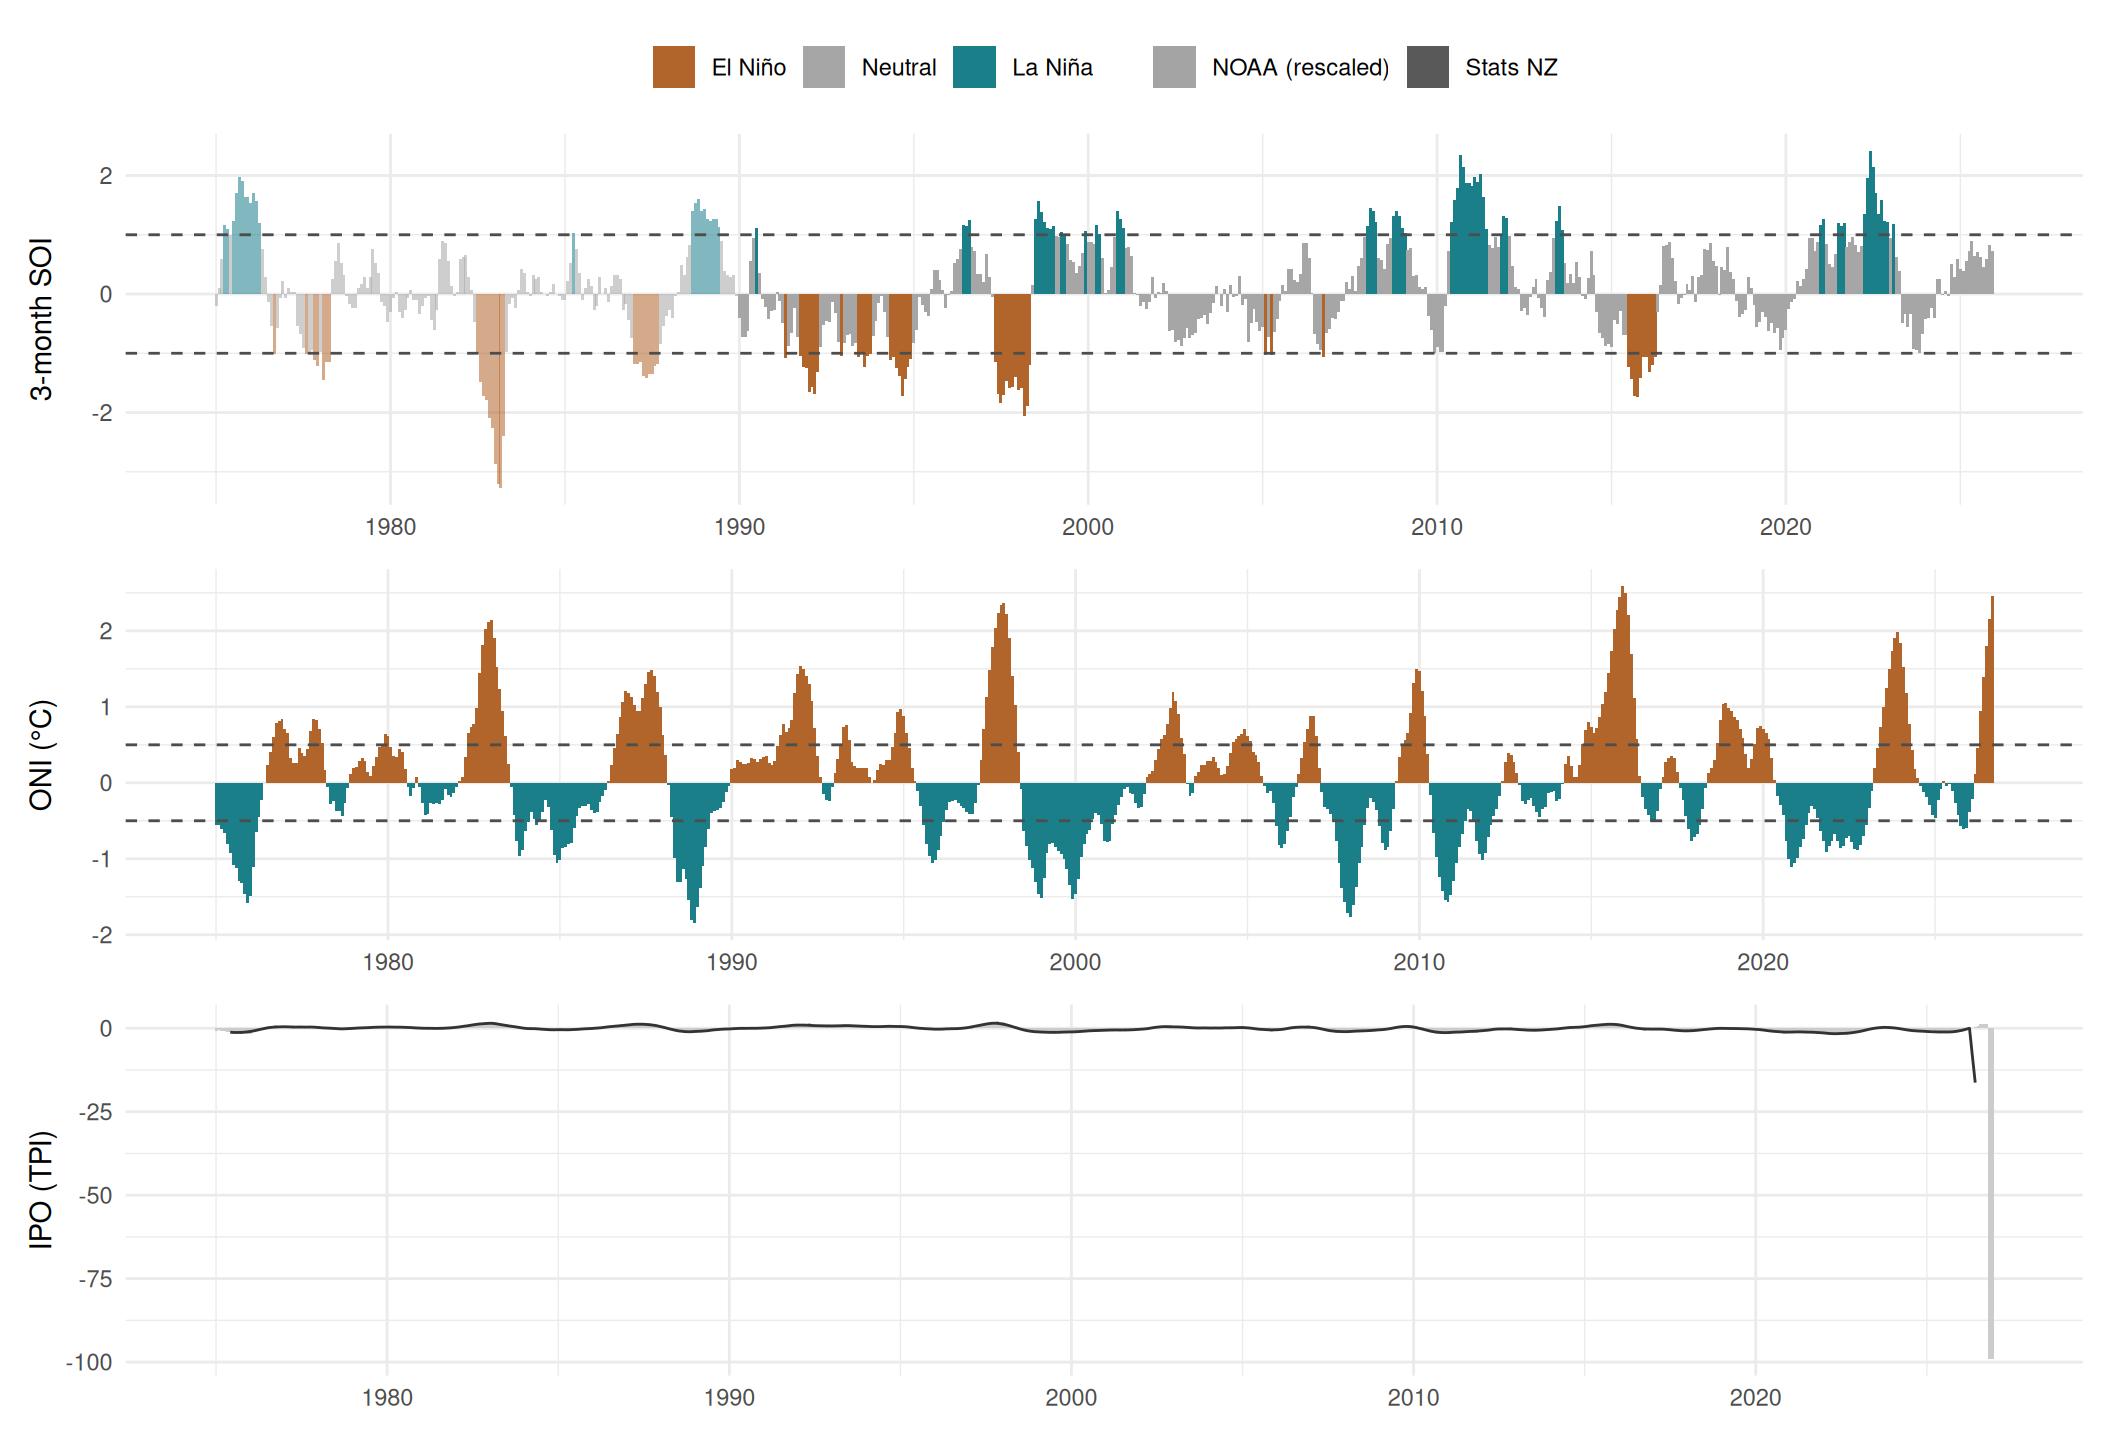 El Niño Neutral La Niña NOAA (rescaled) Stats NZ
3-month SOI
2
0
-2
1980 1990 2000 2010 2020
ONI (°C)
2
1
0
-1
-2
1980 1990 2000 2010 2020
IPO (TPI)
0
-25
-50
-75
-100
1980 1990 2000 2010 2020